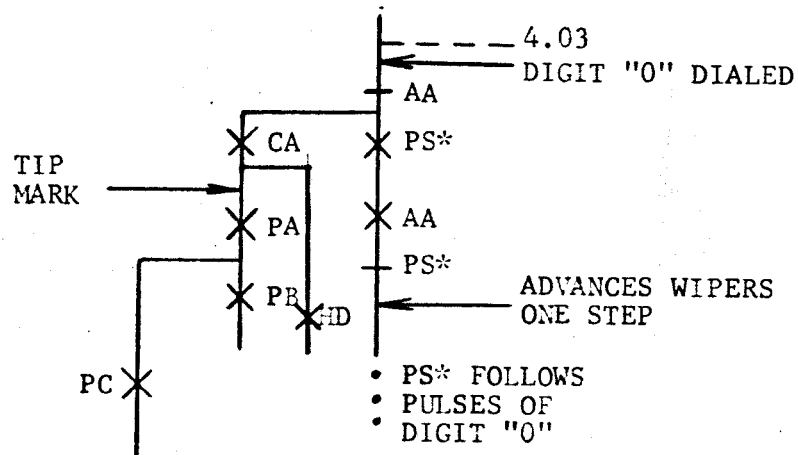 4.03
DIGIT "0" DIALED
AA
CA
PS*
TIP
MARK
PA
AA
PS*
PB
HD
ADVANCES WIPERS
ONE STEP
PC
PS* FOLLOWS
PULSES OF
DIGIT "0"